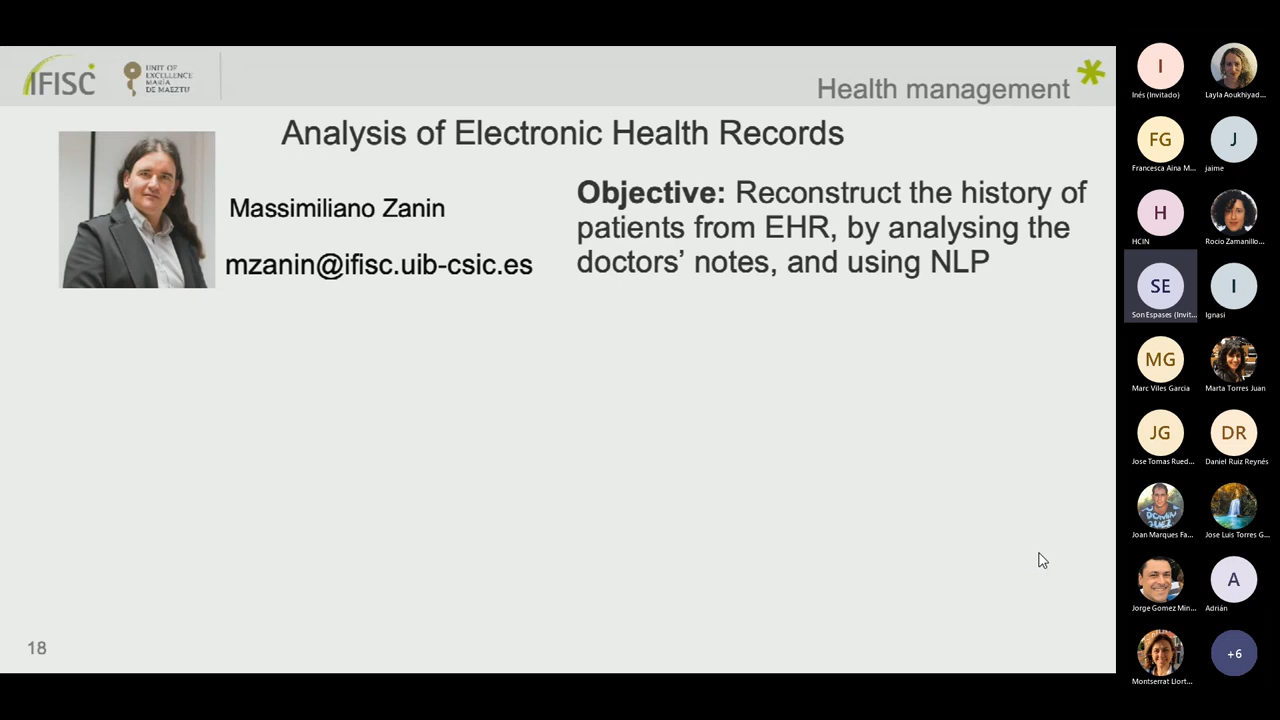 IFISC
UNIT OF
EXCELLENCE
MARÍA
DE MAEZTU
Health management
Analysis of Electronic Health Records
Massimiliano Zanin
mzanin@ifisc.uib-csic.es
Objective: Reconstruct the history of
patients from EHR, by analysing the
doctors' notes, and using NLP
18
I
Inés (Invitado)
Layla Aoukhiyad...
FG
Francesca Aina M...
J
jaime
H
HCIN
Rocio Zamanillo...
SE
Son Espases (Invit...
I
Ignasi
MG
Marc Viles Garcia
Marta Torres Juan
JG
Jose Tomas Rued...
DR
Daniel Ruiz Reynés
Joan Marques Fa...
Jose Luis Torres G...
Jorge Gomez Min...
A
Adrián
Montserrat Llort...
+6